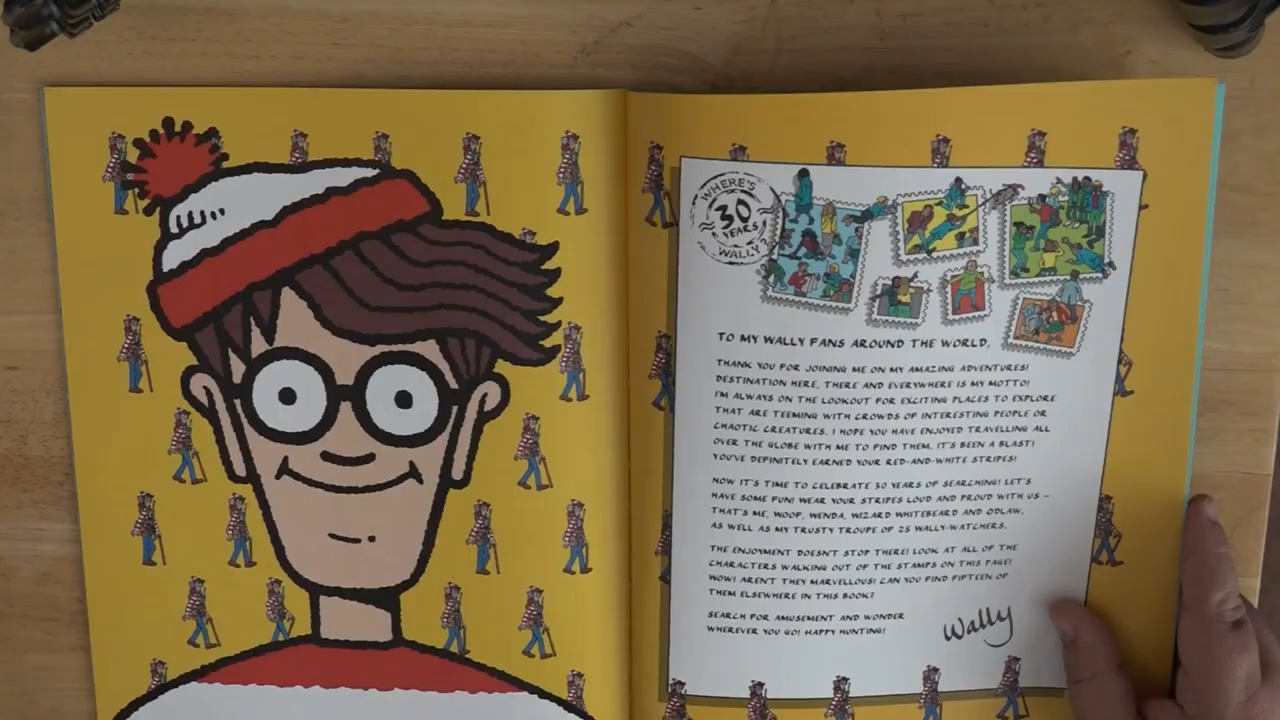 WHERE'S
30
YEARS
WALLY?
TO MY WALLY FANS AROUND THE WORLD,
THANK YOU FOR JOINING ME ON MY AMAZING ADVENTURES!
DESTINATION HERE, THERE AND EVERYWHERE IS MY MOTTO!
I'M ALWAYS ON THE LOOKOUT FOR EXCITING PLACES TO EXPLORE
THAT ARE TEEMING WITH CROWDS OF INTERESTING PEOPLE OR
CHAOTIC CREATURES. I HOPE YOU HAVE ENJOYED TRAVELLING ALL
OVER THE GLOBE WITH ME TO FIND THEM. IT'S BEEN A BLAST!
YOU'VE DEFINITELY EARNED YOUR RED-AND-WHITE STRIPES!
NOW IT'S TIME TO CELEBRATE 30 YEARS OF SEARCHING! LET'S
HAVE SOME FUN! WEAR YOUR STRIPES LOUD AND PROUD WITH US –
THAT'S ME, WOOF, WENDA, WIZARD WHITEBEARD AND ODLAW,
AS WELL AS MY TRUSTY TROUPE OF 25 WALLY-WATCHERS.
THE ENJOYMENT DOESN'T STOP THERE! LOOK AT ALL OF THE
CHARACTERS WALKING OUT OF THE STAMPS ON THIS PAGE!
WOW! AREN'T THEY MARVELLOUS! CAN YOU FIND FIFTEEN OF
THEM ELSEWHERE IN THIS BOOK?
SEARCH FOR AMUSEMENT AND WONDER
WHEREVER YOU GO! HAPPY HUNTING!
Wally